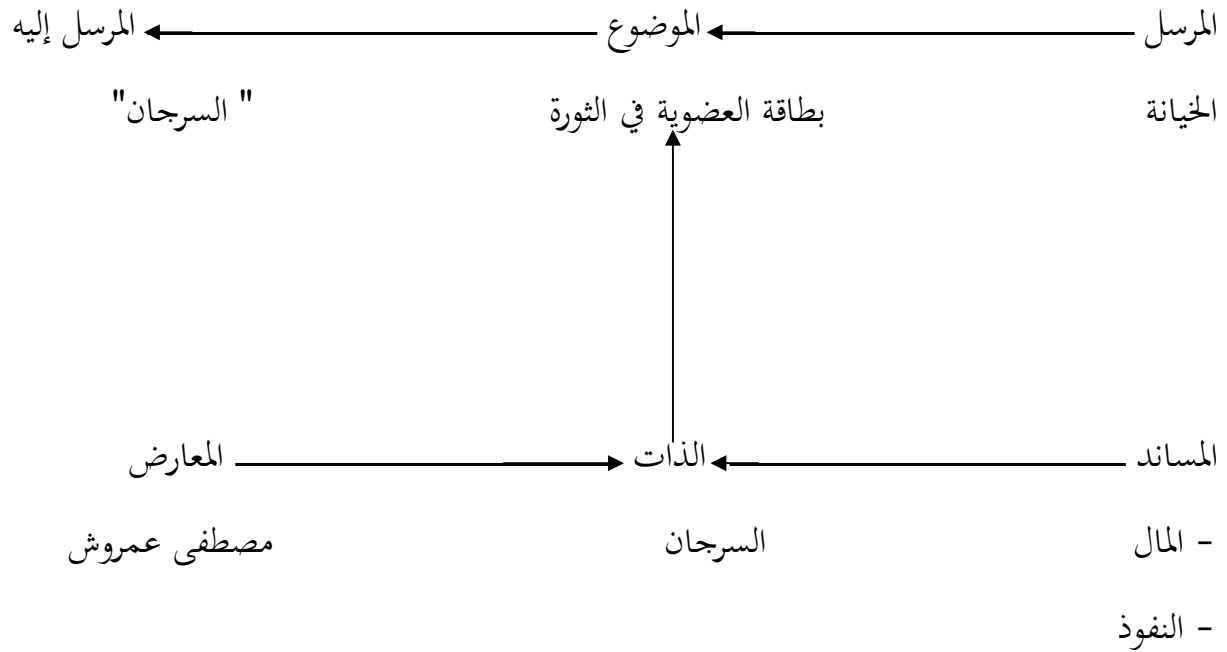 المرسل الموضوع المرسل إليه
الخيانة بطاقة العضوية في الثورة " السرجان"
المساند الذات المعارض
- المال السرجان مصطفى عمروش
- النفوذ